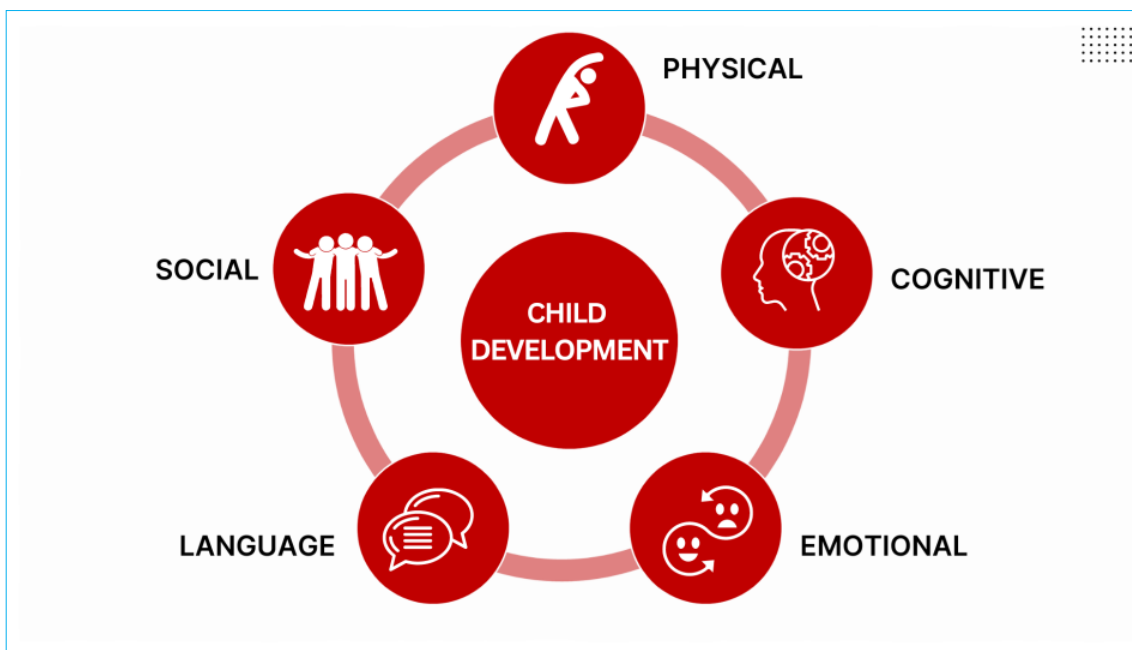 PHYSICAL
SOCIAL
COGNITIVE
CHILD
DEVELOPMENT
LANGUAGE
EMOTIONAL